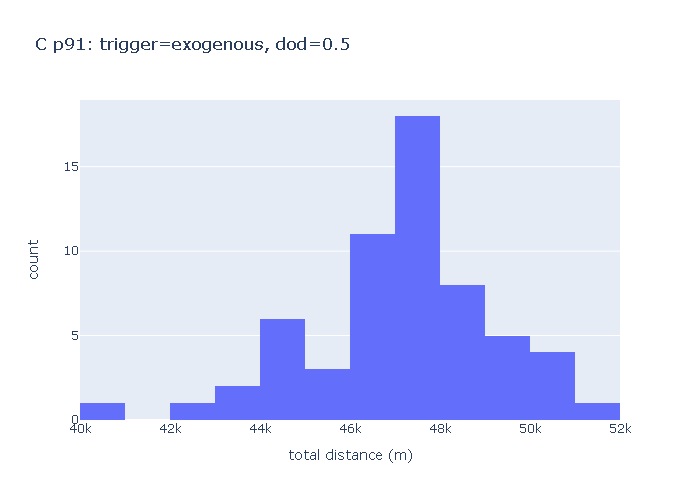 C p91: trigger=exogenous, dod=0.5
count
15
10
5
0
40k 42k 44k 46k 48k 50k 52k
total distance (m)